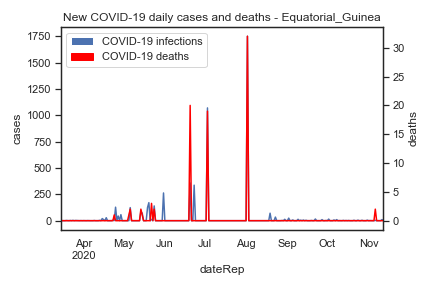 New COVID-19 daily cases and deaths - Equatorial_Guinea
COVID-19 infections
COVID-19 deaths
cases
1750
1500
1250
1000
750
500
250
0
deaths
30
25
20
15
10
5
0
Apr May Jun Jul Aug Sep Oct Nov
2020
dateRep